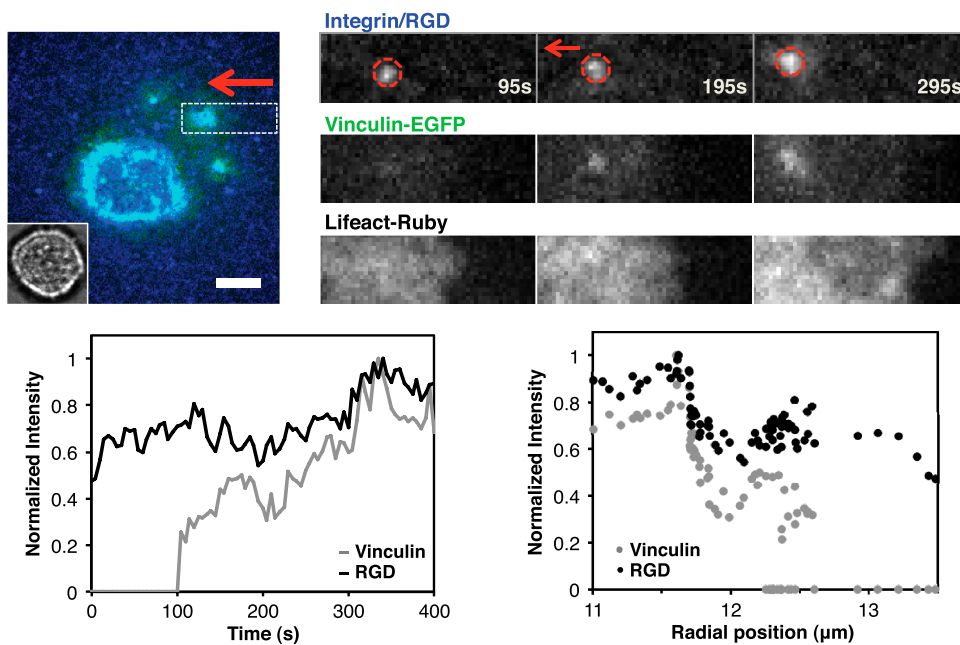 Integrin/RGD
95s
195s
295s
Vinculin-EGFP
Lifeact-Ruby
Normalized Intensity
1
0.8
0.6
0.4
0.2
0
Vinculin
RGD
0
100
200
300
400
Time (s)
Normalized Intensity
1
0.8
0.6
0.4
0.2
0
Vinculin
RGD
11
12
13
Radial position (μm)